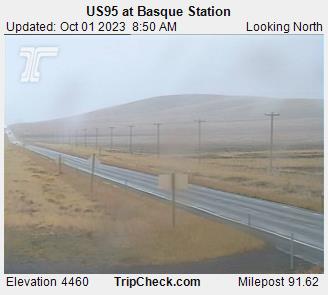 US95 at Basque Station
Updated: Oct 01 2023 8:50 AM Looking North
Elevation 4460 TripCheck.com Milepost 91.62